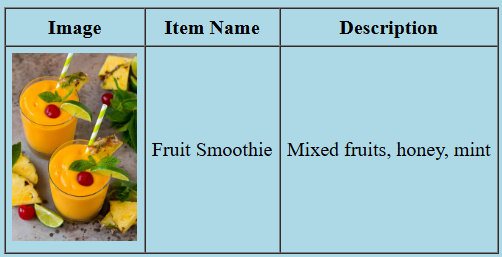 Image Item Name Description
Fruit Smoothie Mixed fruits, honey, mint